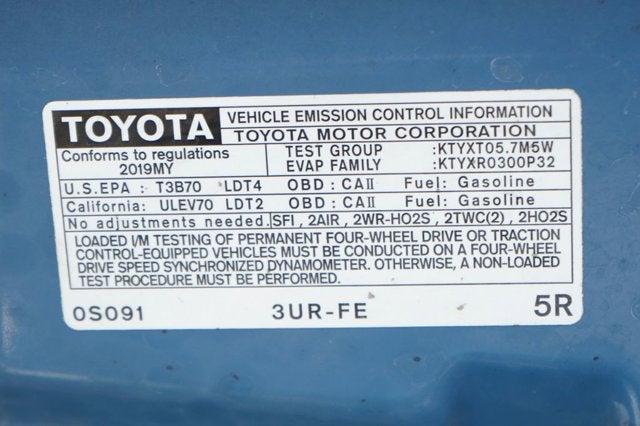 TOYOTA VEHICLE EMISSION CONTROL INFORMATION
TOYOTA MOTOR CORPORATION
Conforms to regulations TEST GROUP :KTYXT05.7M5W
2019MY EVAP FAMILY :KTYXR0300P32
U.S.EPA : T3B70 LDT4 OBD : CAII Fuel: Gasoline
California: ULEV70 LDT2 OBD : CAII Fuel: Gasoline
No adjustments needed. SFI , 2AIR , 2WR-HO2S , 2TWC(2) , 2HO2S
LOADED I/M TESTING OF PERMANENT FOUR-WHEEL DRIVE OR TRACTION
CONTROL-EQUIPPED VEHICLES MUST BE CONDUCTED ON A FOUR-WHEEL
DRIVE SPEED SYNCHRONIZED DYNAMOMETER. OTHERWISE, A NON-LOADED
TEST PROCEDURE MUST BE PERFORMED.
0S091 3UR-FE 5R